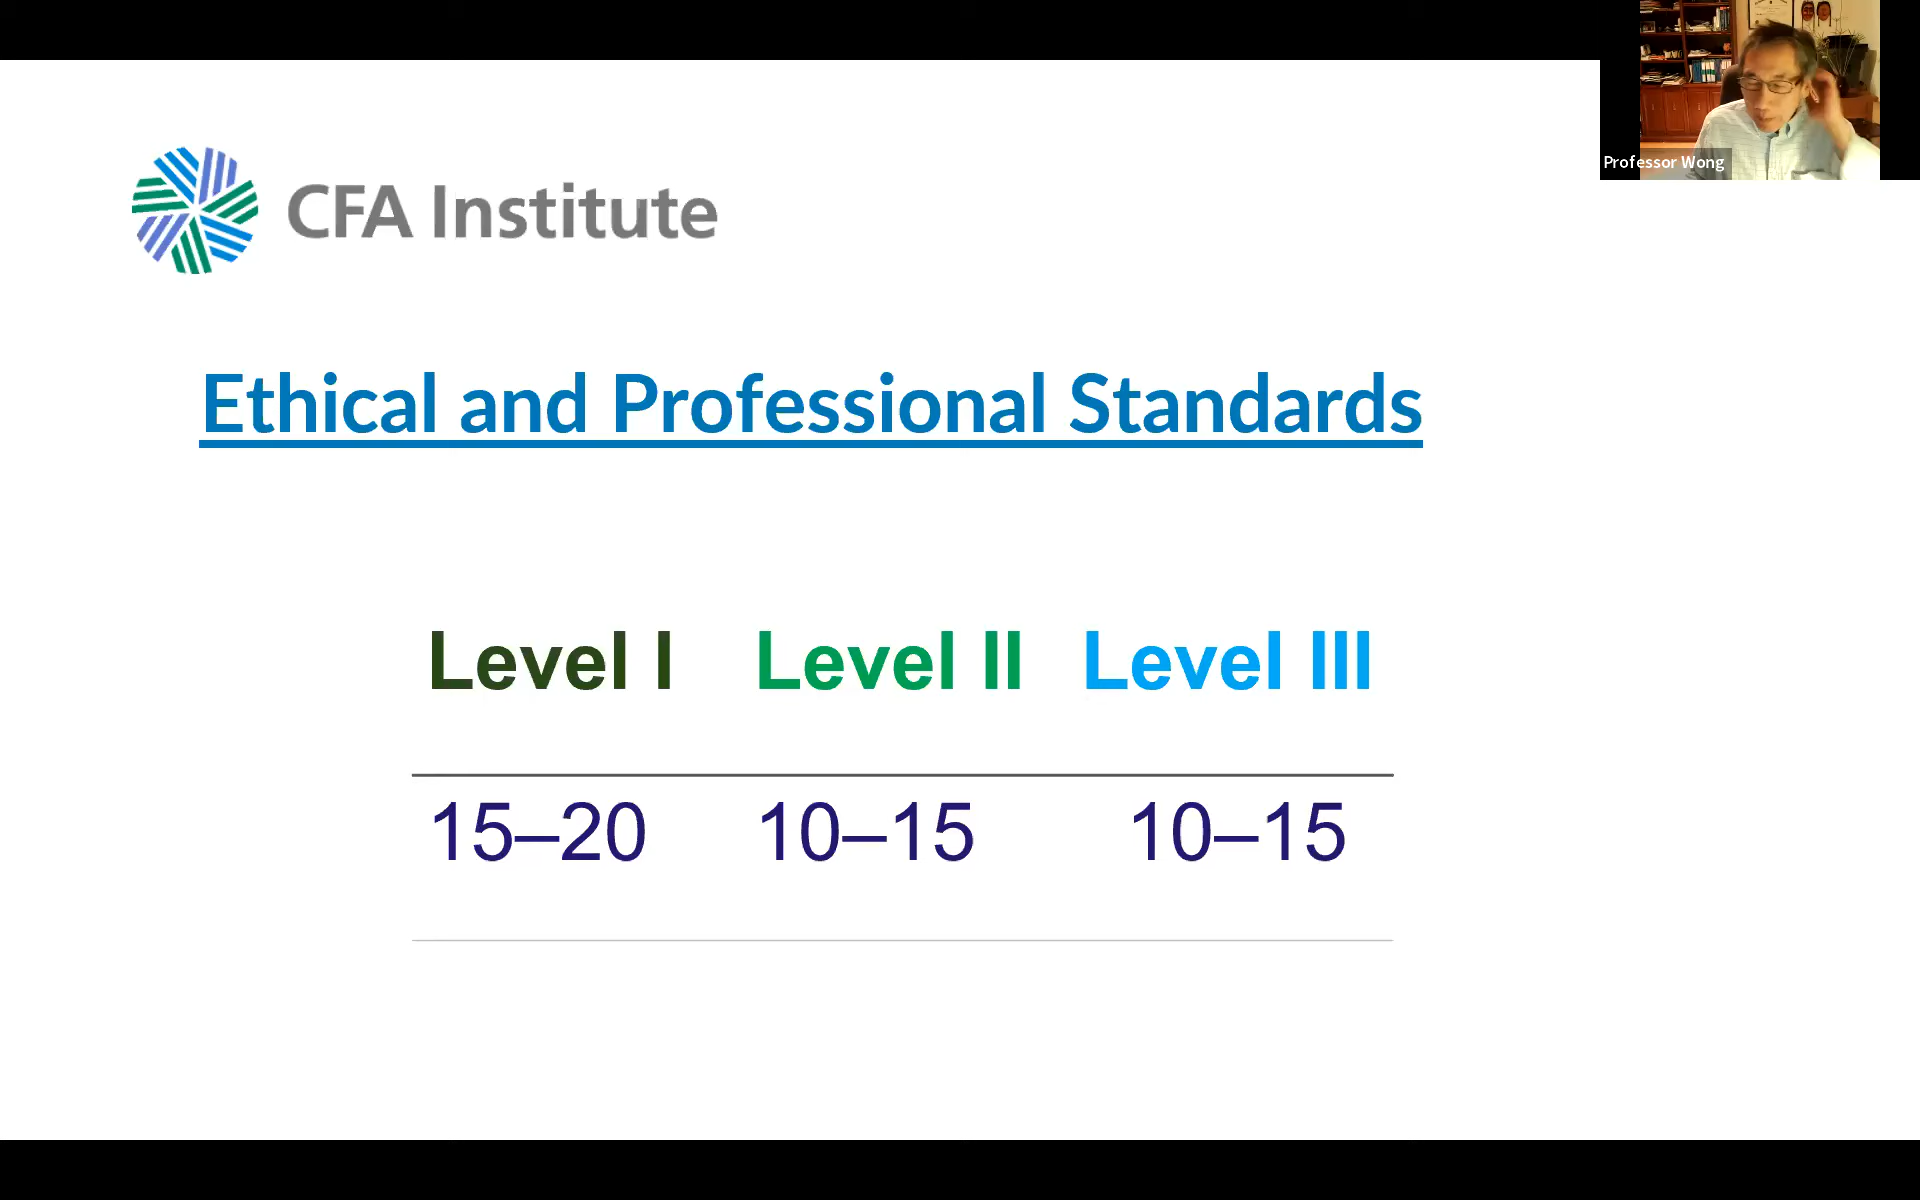 Professor Wong
CFA Institute
Ethical and Professional Standards
Level I Level II Level III
15–20 10–15 10–15